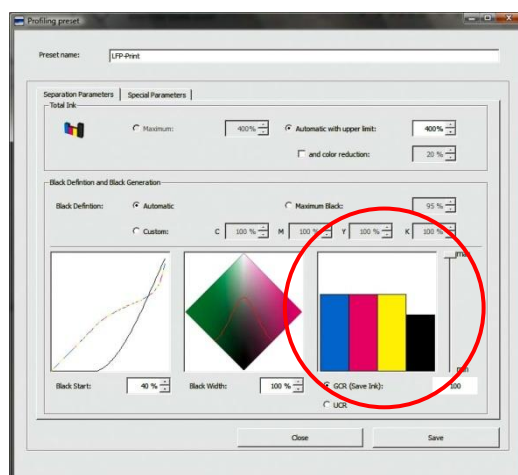 Profiling preset
Preset name: LFP-Print
Separation Parameters Special Parameters
Total Ink
Maximum: 400% Automatic with upper limit: 400%
and color reduction: 20 %
Black Definition and Black Generation
Black Definition: Automatic Maximum Black: 95 %
Custom: C 100 % M 100 % Y 100 % K 100 %
max
min
Black Start: 40 % Black Width: 100 % GCR (Save Ink): 100
UCR
Close Save